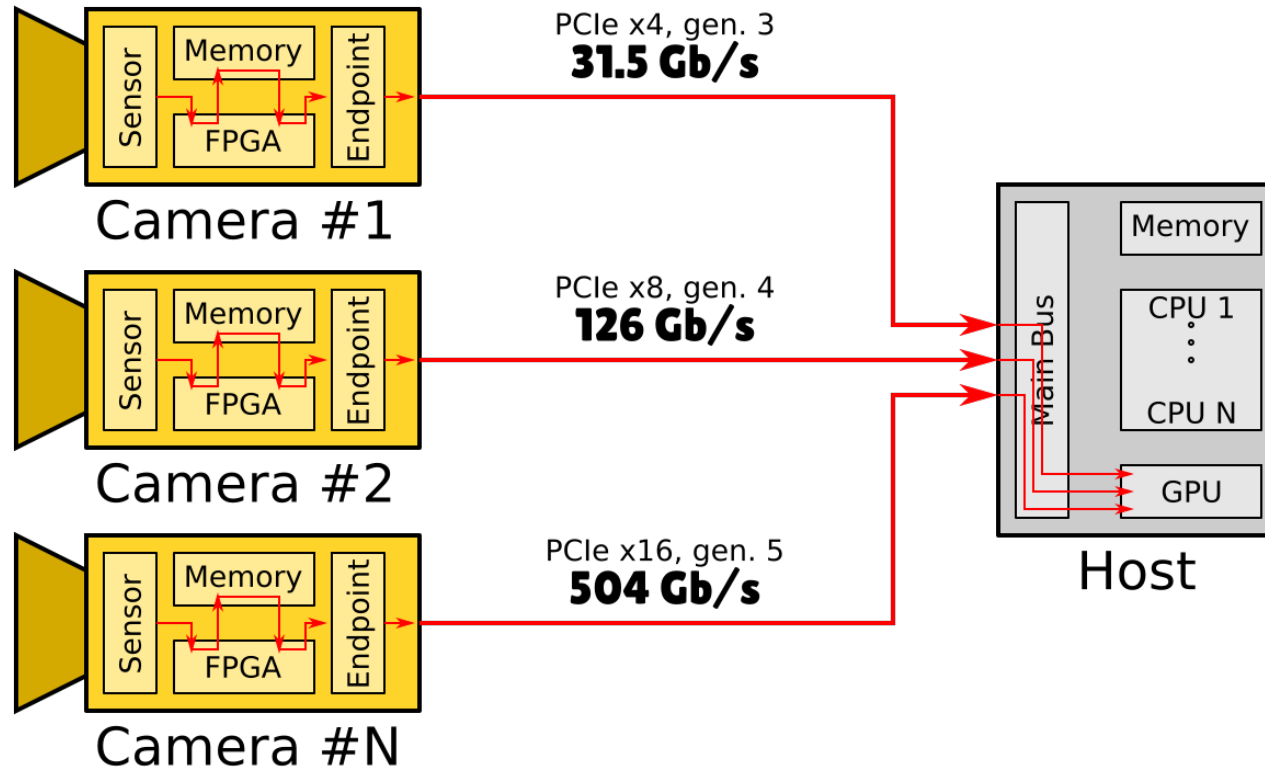 PCIe x4, gen. 3
31.5 Gb/s
Sensor
Memory
FPGA
Endpoint
Camera #1
PCIe x8, gen. 4
126 Gb/s
Sensor
Memory
FPGA
Endpoint
Camera #2
PCIe x16, gen. 5
504 Gb/s
Sensor
Memory
FPGA
Endpoint
Camera #N
Main Bus
Memory
CPU 1
CPU N
GPU
Host